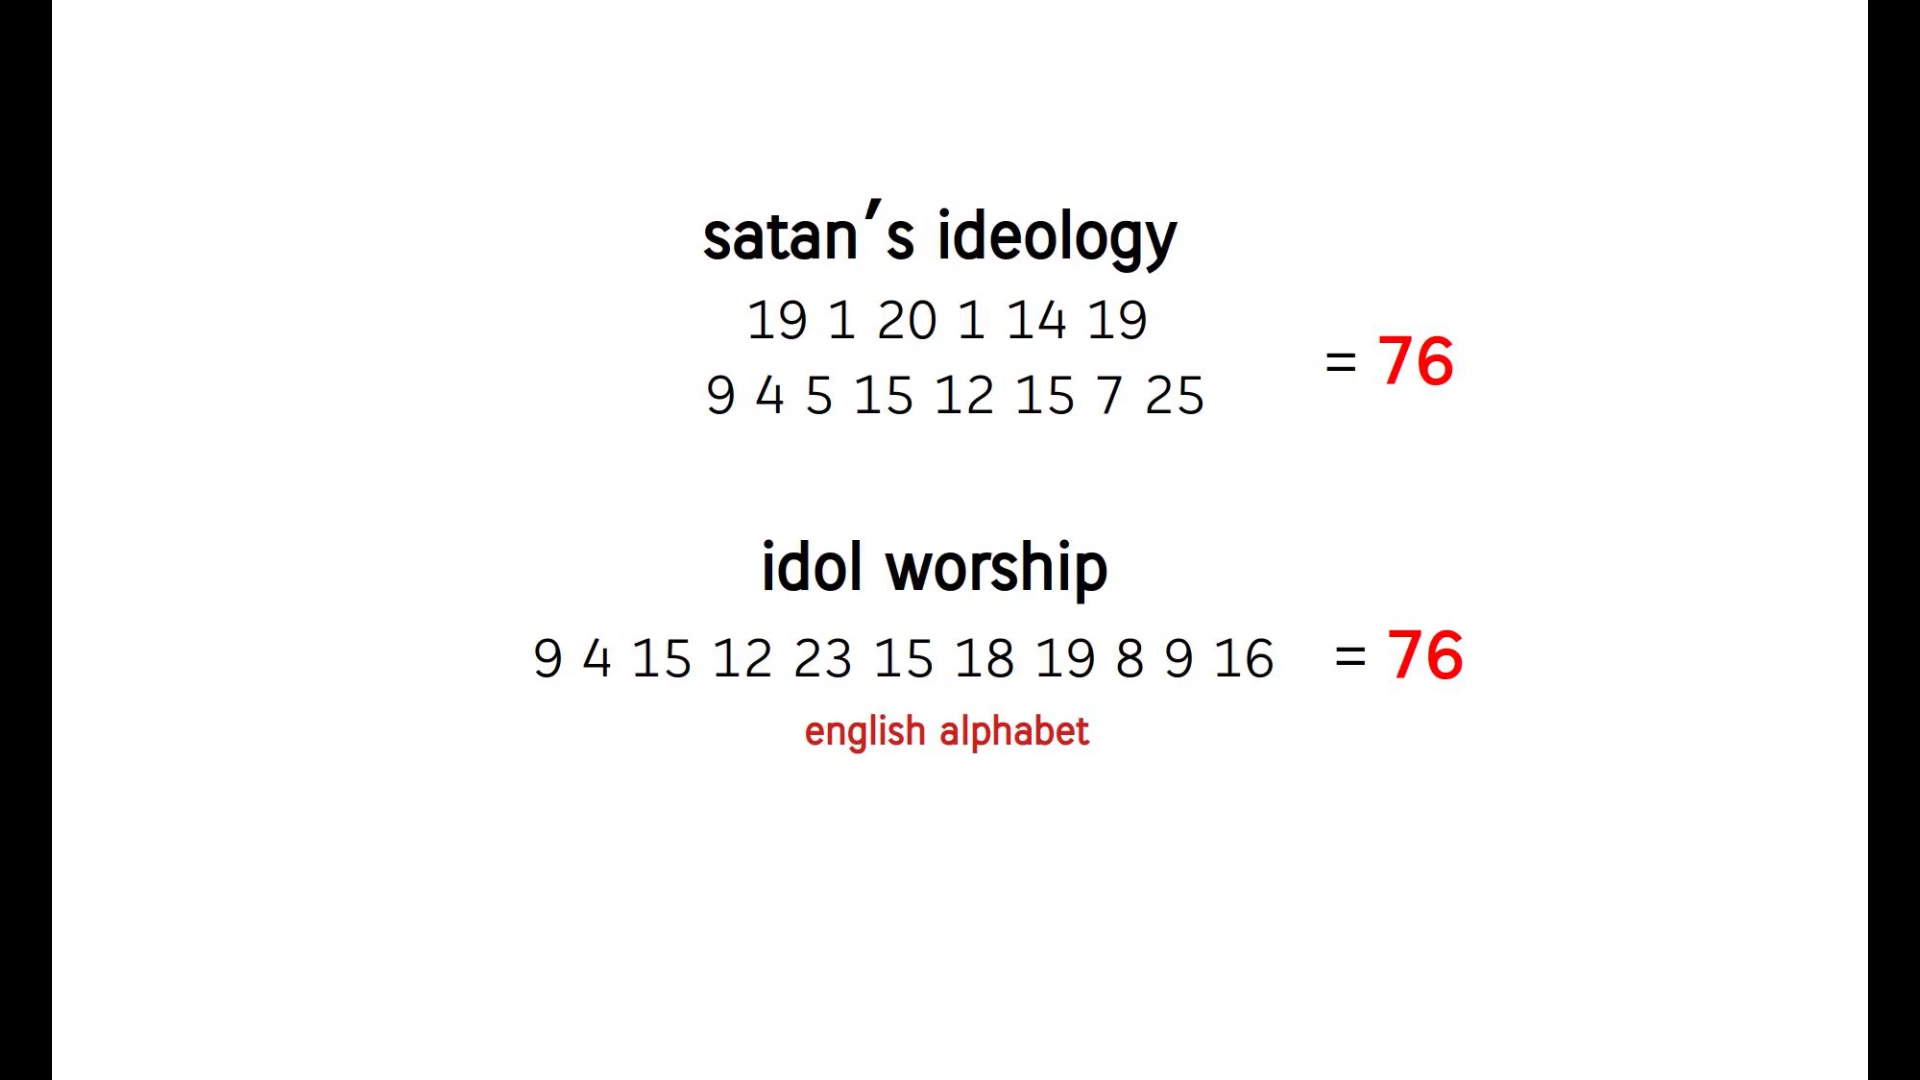 satan's ideology
19 1 20 1 14 19
= 76
9 4 5 15 12 15 7 25
idol worship
9 4 15 12 23 15 18 19 8 9 16 = 76
english alphabet